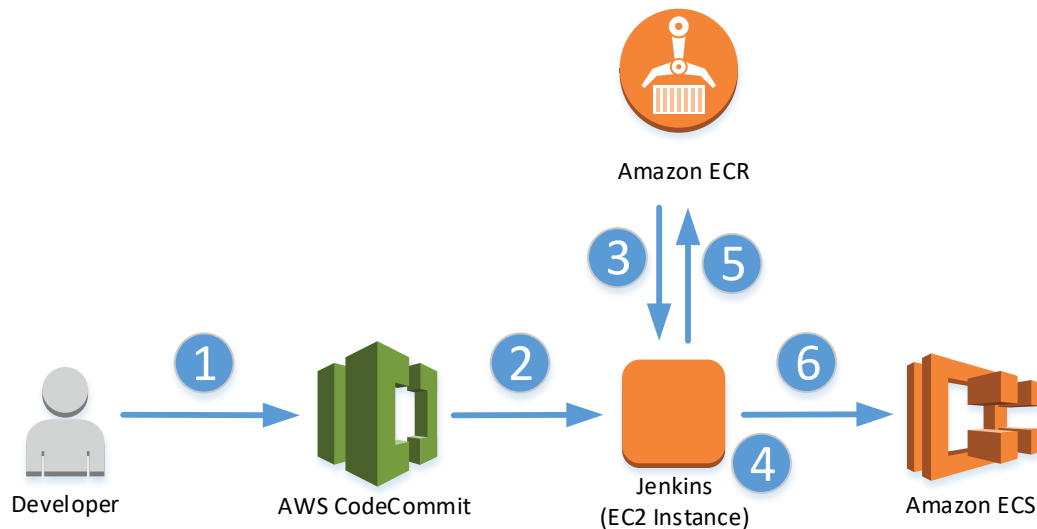 Amazon ECR
3
5
1
2
6
4
Developer
AWS CodeCommit
Jenkins
(EC2 Instance)
Amazon ECS